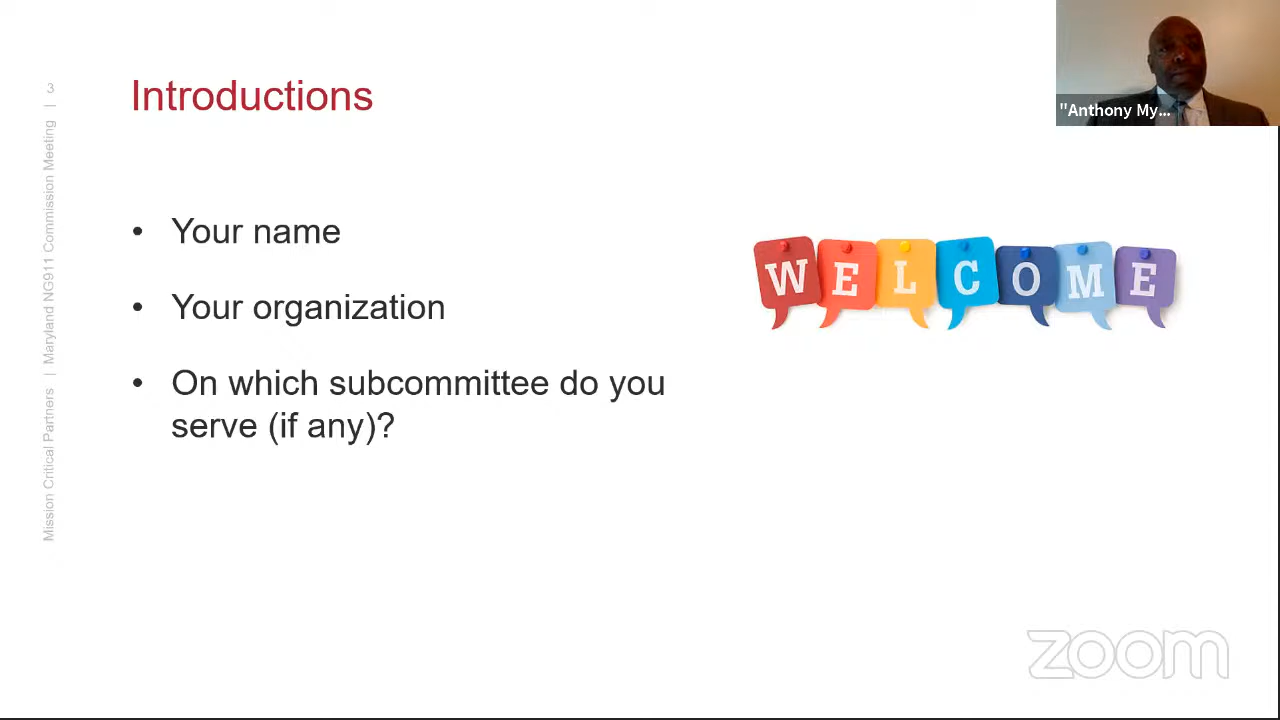 Introductions
• Your name
• Your organization
• On which subcommittee do you
serve (if any)?
WELCOME
"Anthony My...
Mission Critical Partners | Maryland NG911 Commission Meeting | 3
zoom